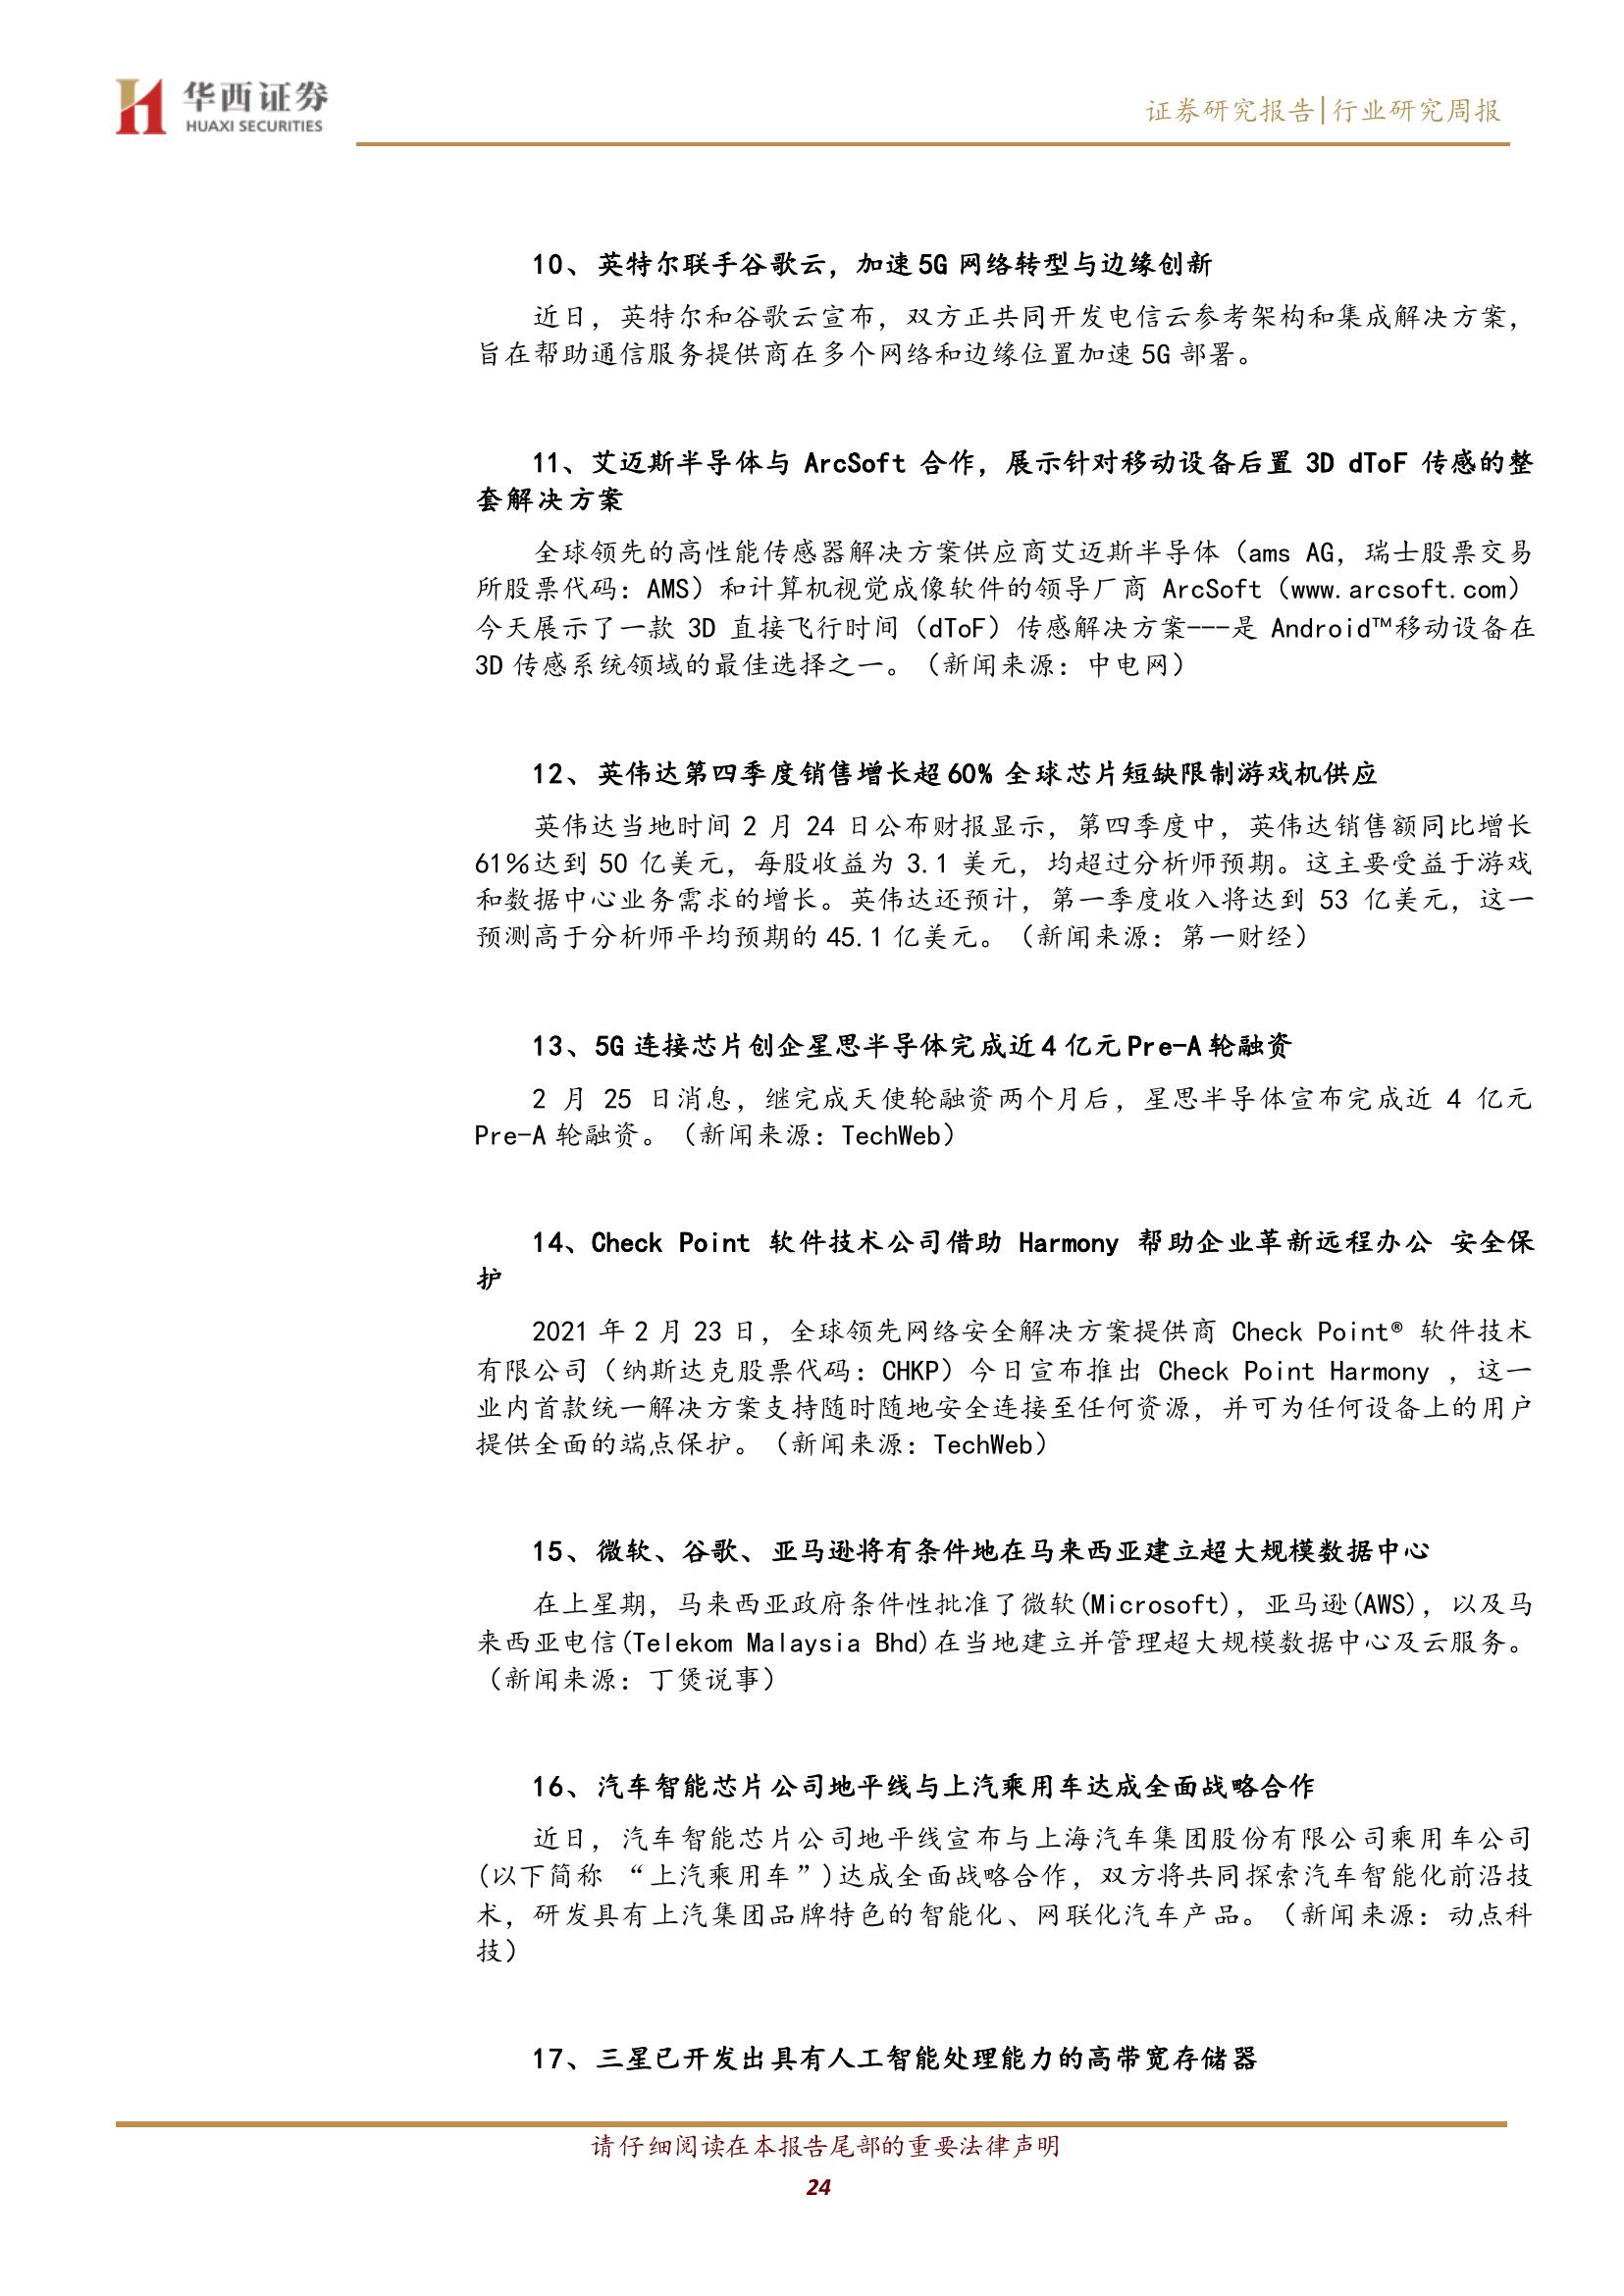 华西证券
HUAXI SECURITIES
证券研究报告|行业研究周报
10、英特尔联手谷歌云，加速5G 网络转型与边缘创新
近日，英特尔和谷歌云宣布，双方正共同开发电信云参考架构和集成解决方案，
旨在帮助通信服务提供商在多个网络和边缘位置加速 5G 部署。
11、艾迈斯半导体与 ArcSoft 合作，展示针对移动设备后置 3D dToF 传感的整
套解决方案
全球领先的高性能传感器解决方案供应商艾迈斯半导体（ams AG，瑞士股票交易
所股票代码：AMS）和计算机视觉成像软件的领导厂商 ArcSoft（www.arcsoft.com）
今天展示了一款 3D 直接飞行时间（dToF）传感解决方案---是 Android™移动设备在
3D 传感系统领域的最佳选择之一。（新闻来源：中电网）
12、英伟达第四季度销售增长超60% 全球芯片短缺限制游戏机供应
英伟达当地时间 2 月 24 日公布财报显示，第四季度中，英伟达销售额同比增长
61%达到 50 亿美元，每股收益为 3.1 美元，均超过分析师预期。这主要受益于游戏
和数据中心业务需求的增长。英伟达还预计，第一季度收入将达到 53 亿美元，这一
预测高于分析师平均预期的 45.1 亿美元。（新闻来源：第一财经）
13、5G 连接芯片创企星思半导体完成近 4 亿元 Pre-A 轮融资
2 月 25 日消息，继完成天使轮融资两个月后，星思半导体宣布完成近 4 亿元
Pre-A 轮融资。（新闻来源：TechWeb）
14、Check Point 软件技术公司借助 Harmony 帮助企业革新远程办公 安全保
护
2021 年 2 月 23 日，全球领先网络安全解决方案提供商 Check Point® 软件技术
有限公司（纳斯达克股票代码：CHKP）今日宣布推出 Check Point Harmony ，这一
业内首款统一解决方案支持随时随地安全连接至任何资源，并可为任何设备上的用户
提供全面的端点保护。（新闻来源：TechWeb）
15、微软、谷歌、亚马逊将有条件地在马来西亚建立超大规模数据中心
在上星期，马来西亚政府条件性批准了微软(Microsoft)，亚马逊(AWS)，以及马
来西亚电信(Telekom Malaysia Bhd)在当地建立并管理超大规模数据中心及云服务。
（新闻来源：丁煲说事）
16、汽车智能芯片公司地平线与上汽乘用车达成全面战略合作
近日，汽车智能芯片公司地平线宣布与上海汽车集团股份有限公司乘用车公司
(以下简称 “上汽乘用车”)达成全面战略合作，双方将共同探索汽车智能化前沿技
术，研发具有上汽集团品牌特色的智能化、网联化汽车产品。（新闻来源：动点科
技）
17、三星已开发出具有人工智能处理能力的高带宽存储器
请仔细阅读在本报告尾部的重要法律声明
24